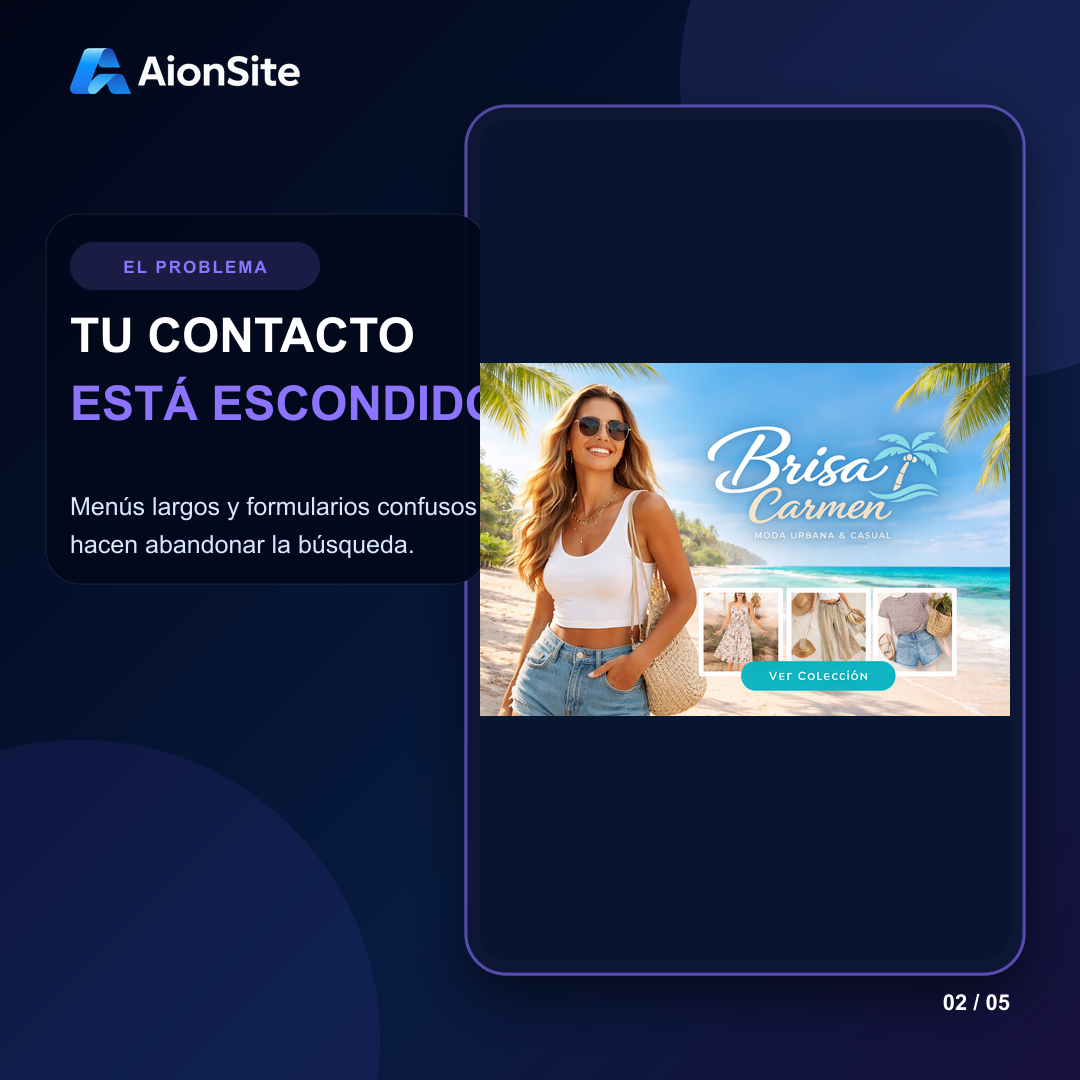 AionSite
EL PROBLEMA
TU CONTACTO
ESTÁ ESCONDIDO
Menús largos y formularios confusos
hacen abandonar la búsqueda.
Brisa
Carmen
MODA URBANA & CASUAL
Ver Colección
02 / 05